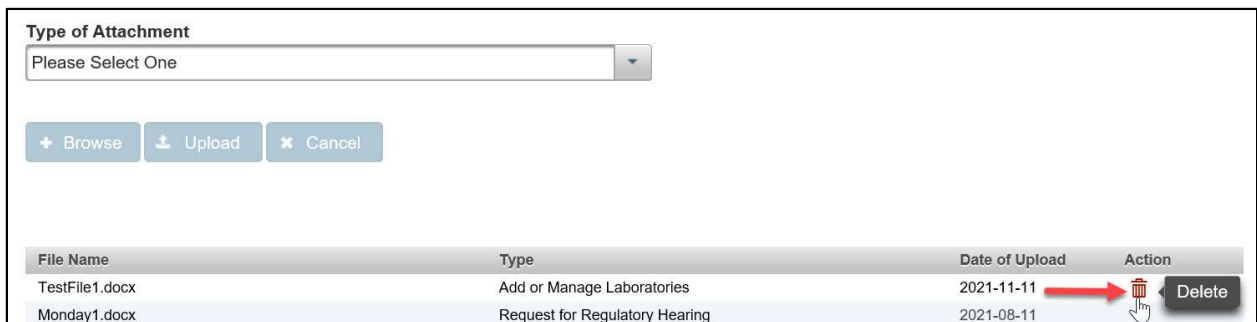 Type of Attachment
Please Select One
Browse Upload Cancel
File Name Type Date of Upload Action
TestFile1.docx Add or Manage Laboratories 2021-11-11 Delete
Monday1.docx Request for Regulatory Hearing 2021-08-11